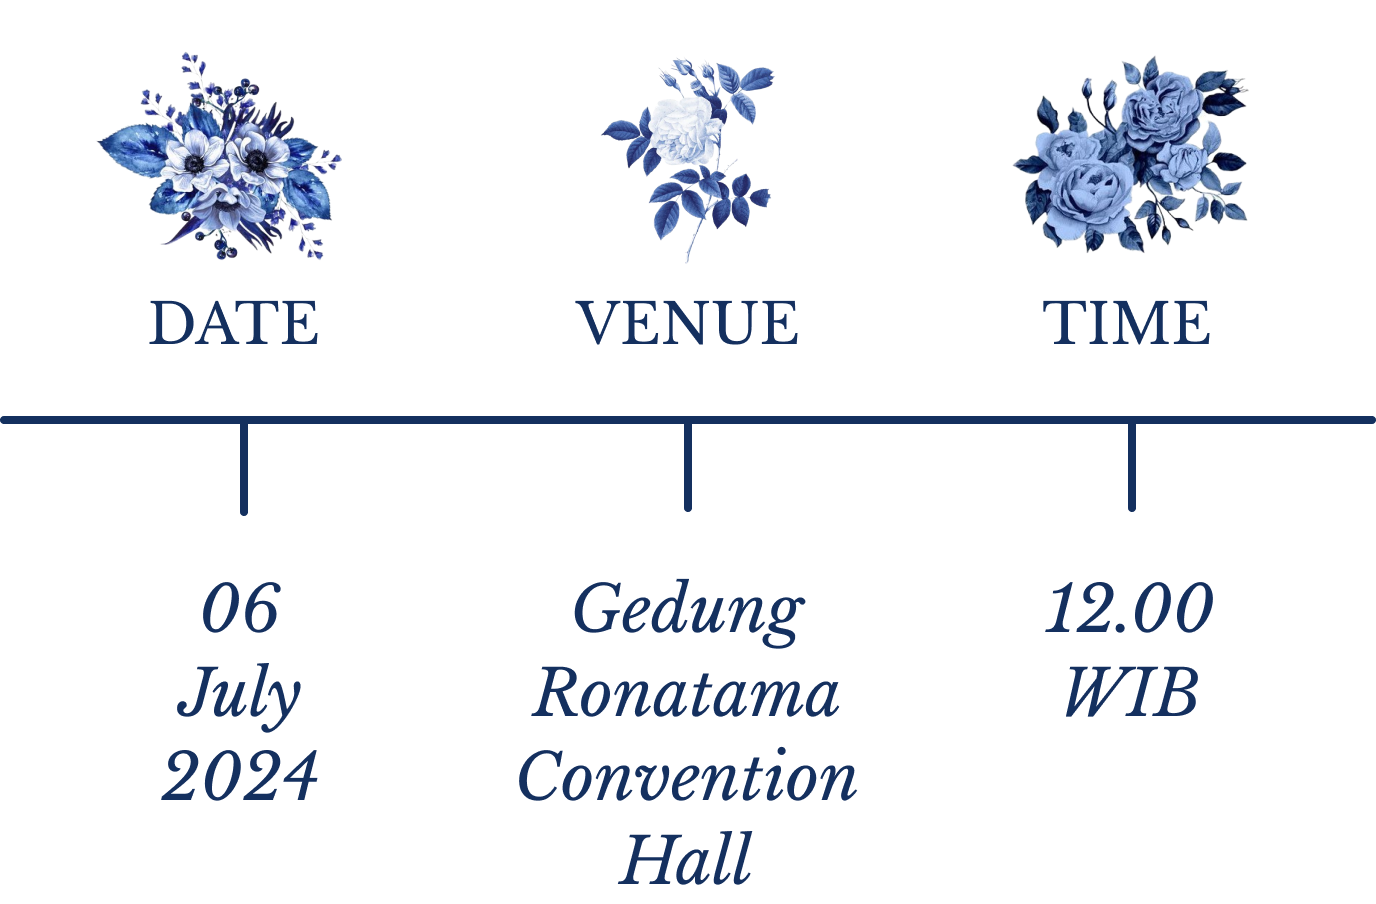 DATE
VENUE
TIME
06
July
2024
Gedung
Ronatama
Convention
Hall
12.00
WIB